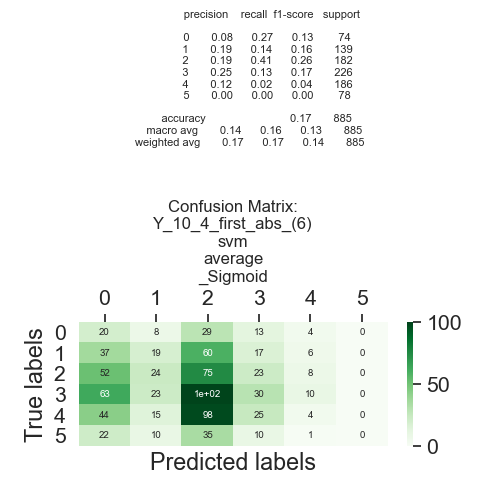 precision recall f1-score support
0 0.08 0.27 0.13 74
1 0.19 0.14 0.16 139
2 0.19 0.41 0.26 182
3 0.25 0.13 0.17 226
4 0.12 0.02 0.04 186
5 0.00 0.00 0.00 78
accuracy 0.17 885
macro avg 0.14 0.16 0.13 885
weighted avg 0.17 0.17 0.14 885
Confusion Matrix:
Y_10_4_first_abs_(6)
svm
average
_Sigmoid
0 1 2 3 4 5
0 20 8 29 13 4 0
1 37 19 60 17 6 0
2 52 24 75 23 8 0
3 63 23 1e+02 30 10 0
4 44 15 98 25 4 0
5 22 10 35 10 1 0
True labels
Predicted labels
100
50
0